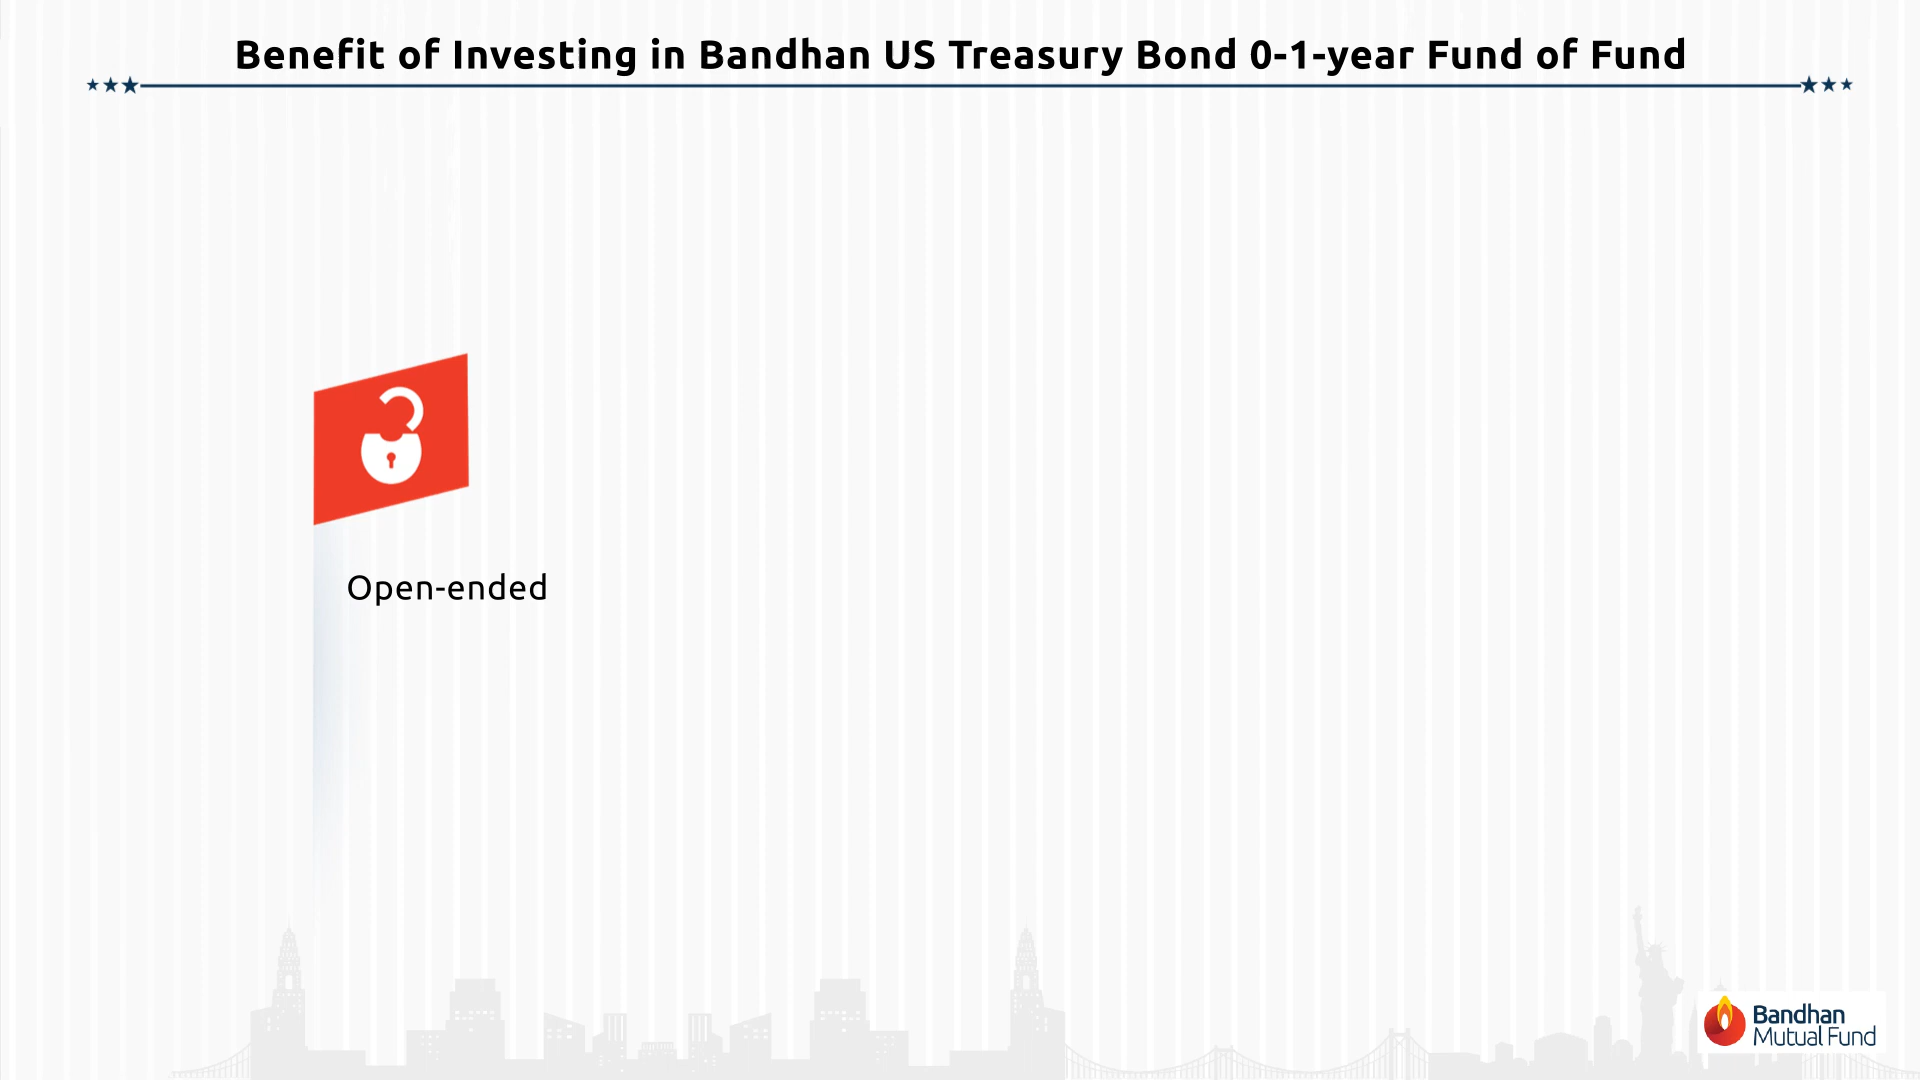 Benefit of Investing in Bandhan US Treasury Bond 0-1-year Fund of Fund
Open-ended
Bandhan
Mutual Fund